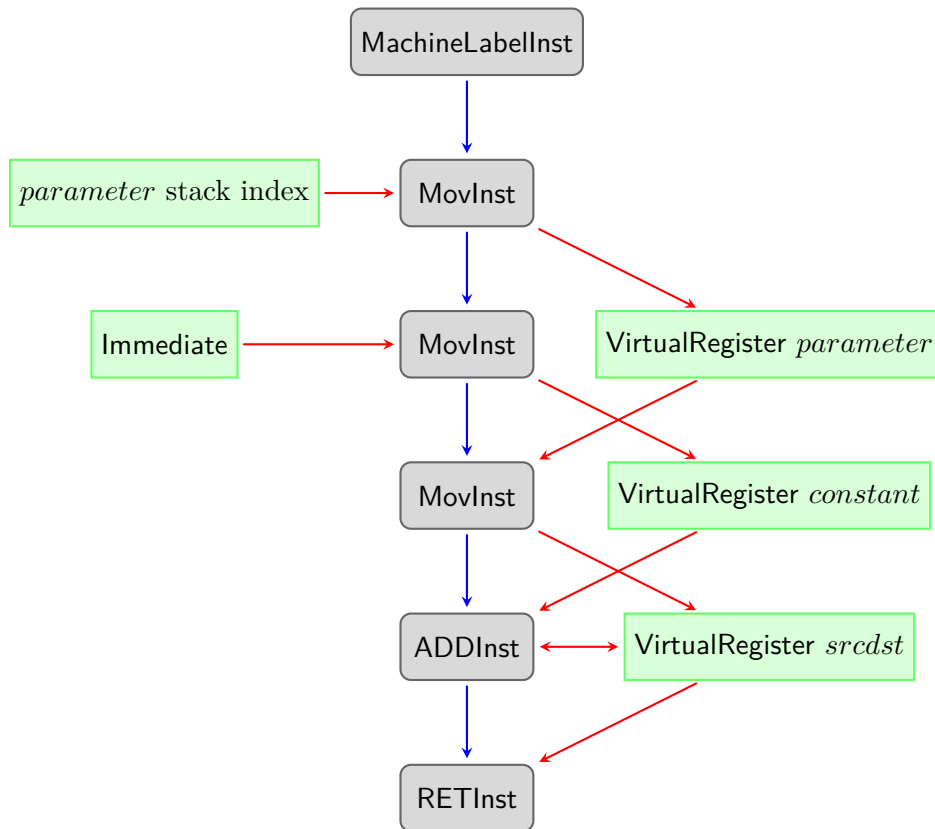 MachineLabelInst
parameter stack index
MovInst
Immediate
MovInst
VirtualRegister parameter
MovInst
VirtualRegister constant
ADDInst
VirtualRegister srcdst
RETInst